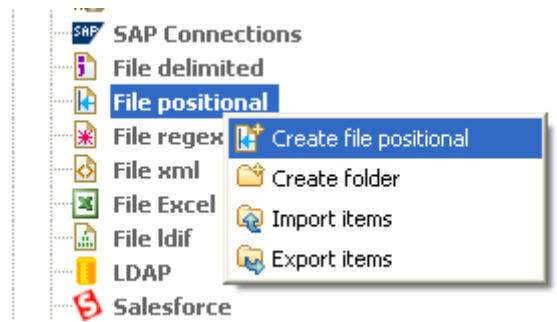 SAP SAP Connections
File delimited
File positional
File regex
Create file positional
File xml
Create folder
File Excel
Import items
File ldif
Export items
LDAP
Salesforce